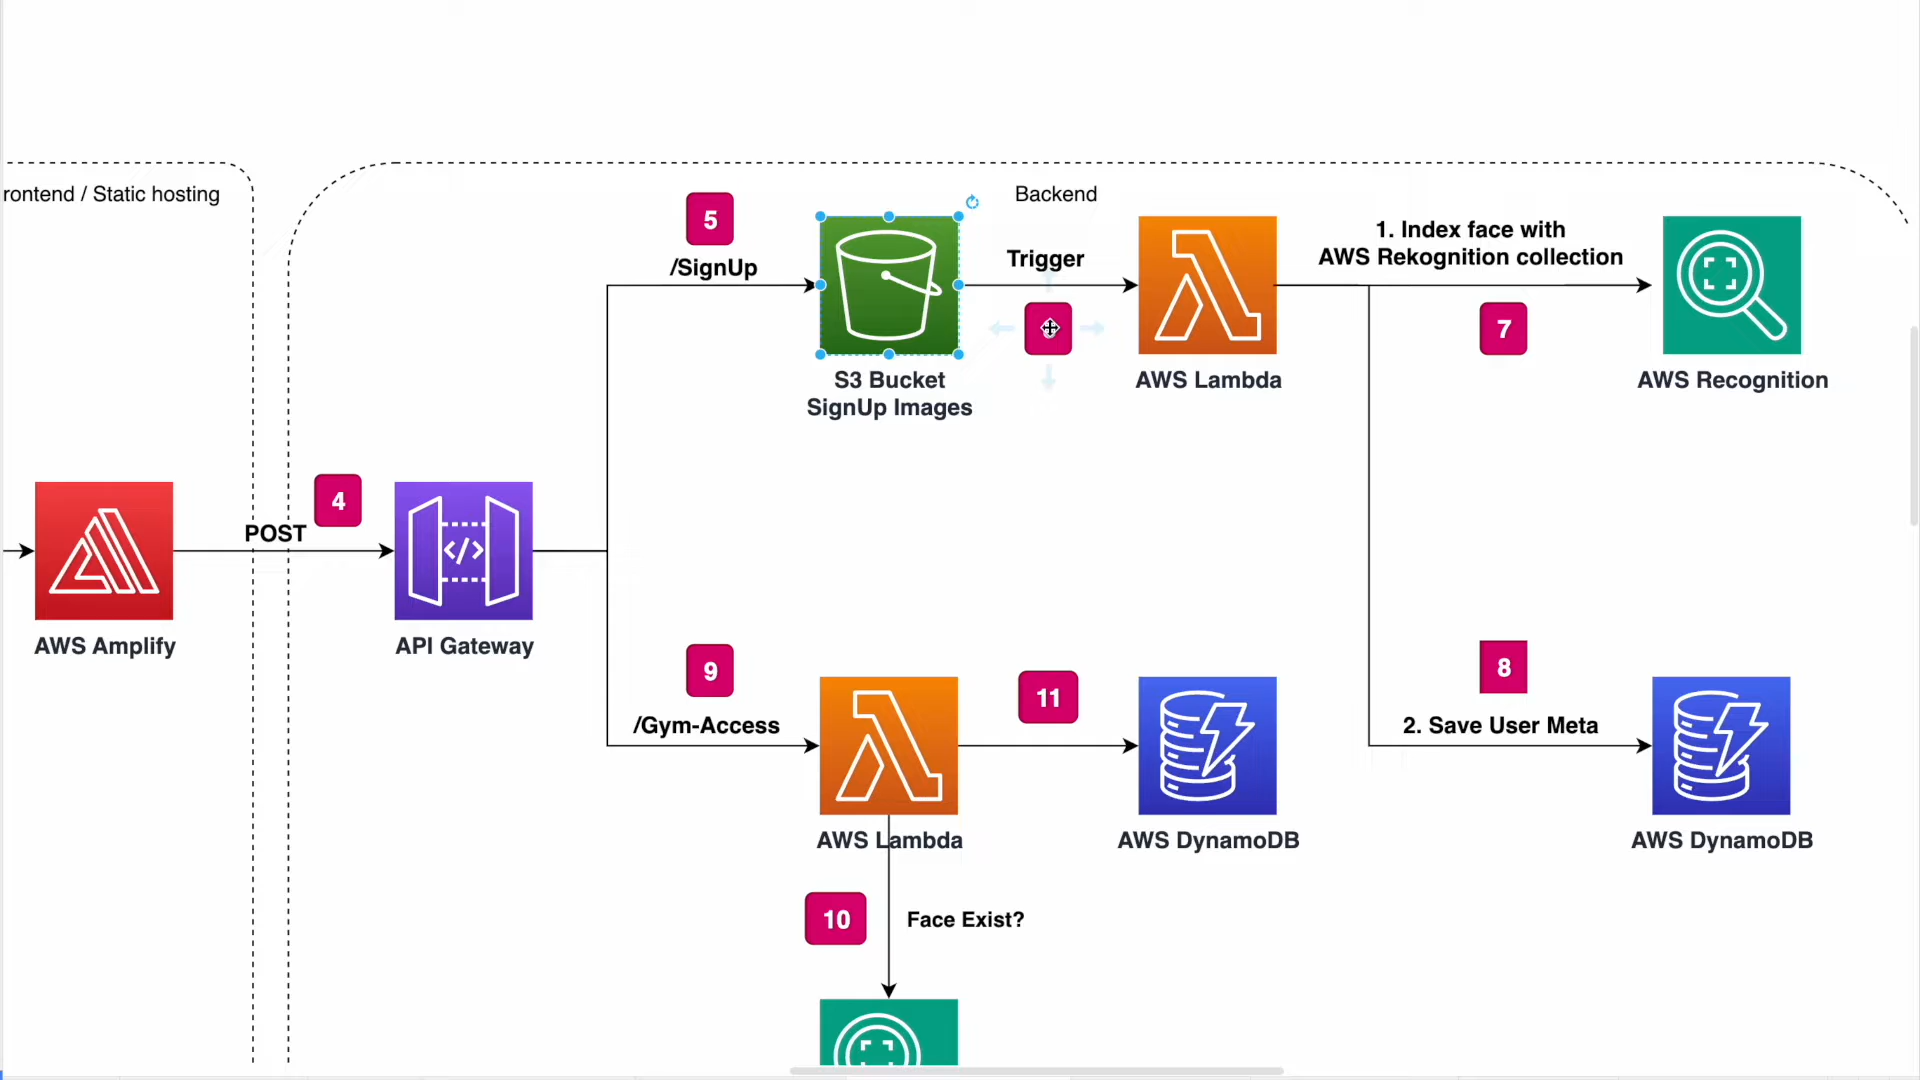 rontend / Static hosting
Backend
5
/SignUp
Trigger
1. Index face with
AWS Rekognition collection
7
S3 Bucket
SignUp Images
AWS Lambda
AWS Recognition
4
POST
AWS Amplify
API Gateway
9
/Gym-Access
11
8
2. Save User Meta
AWS Lambda
AWS DynamoDB
AWS DynamoDB
10
Face Exist?